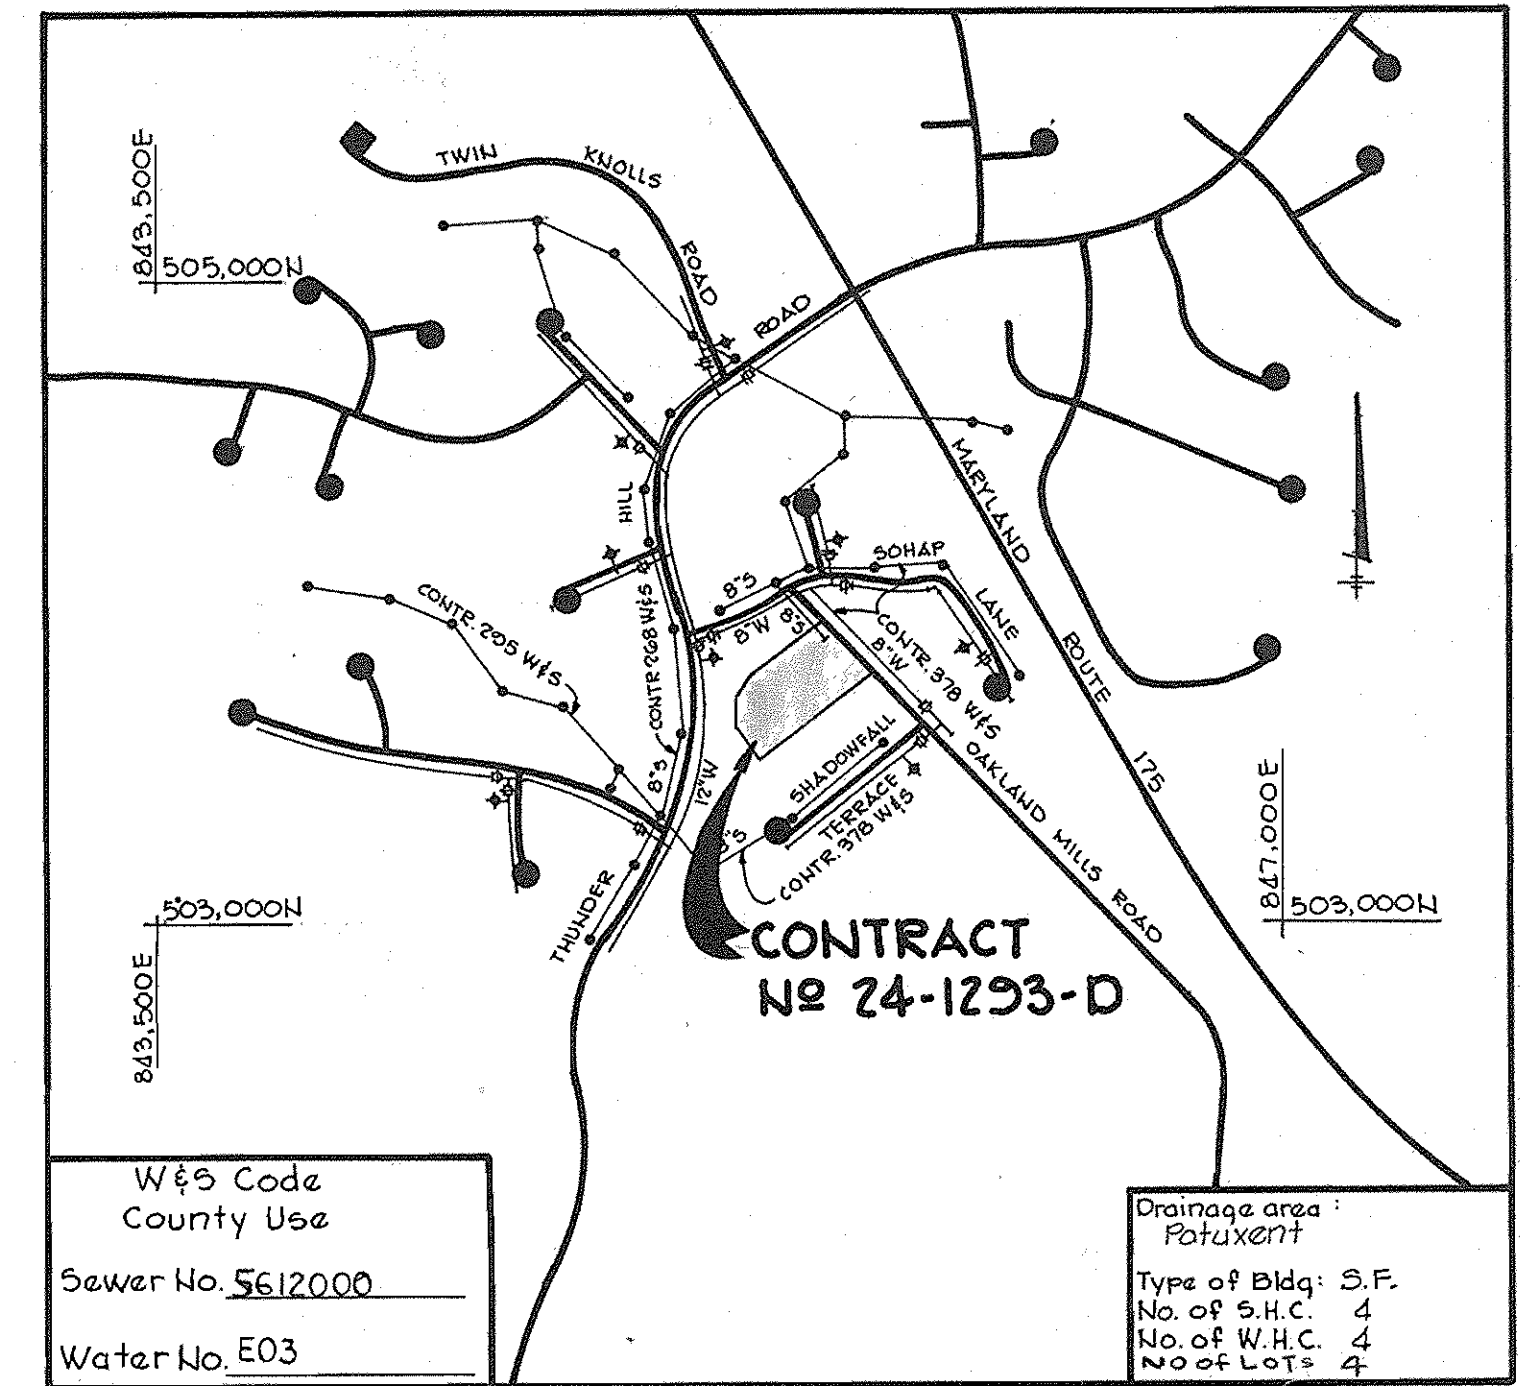 TWIN KNOLLS ROAD
843,500E
505,000N
ROAD
MARYLAND ROUTE 175
HILL
SOHAP LANE
8"S
8"W
8"S
CONTR. 205 W&S
CONTR 268 W&S
CONTR. 378 W&S
8"W
8"S
12"W
SHADOWFALL
TERRACE
CONTR. 378 W&S
OAKLAND MILLS ROAD
847,000E
503,000N
503,000N
843,500E
THUNDER
CONTRACT
Nº 24-1293-D
W&S Code
County Use
Sewer No. 5612000
Water No. E03
Drainage area :
Patuxent
Type of Bldg: S.F.
No. of S.H.C. 4
No. of W.H.C. 4
NO of LOTS 4